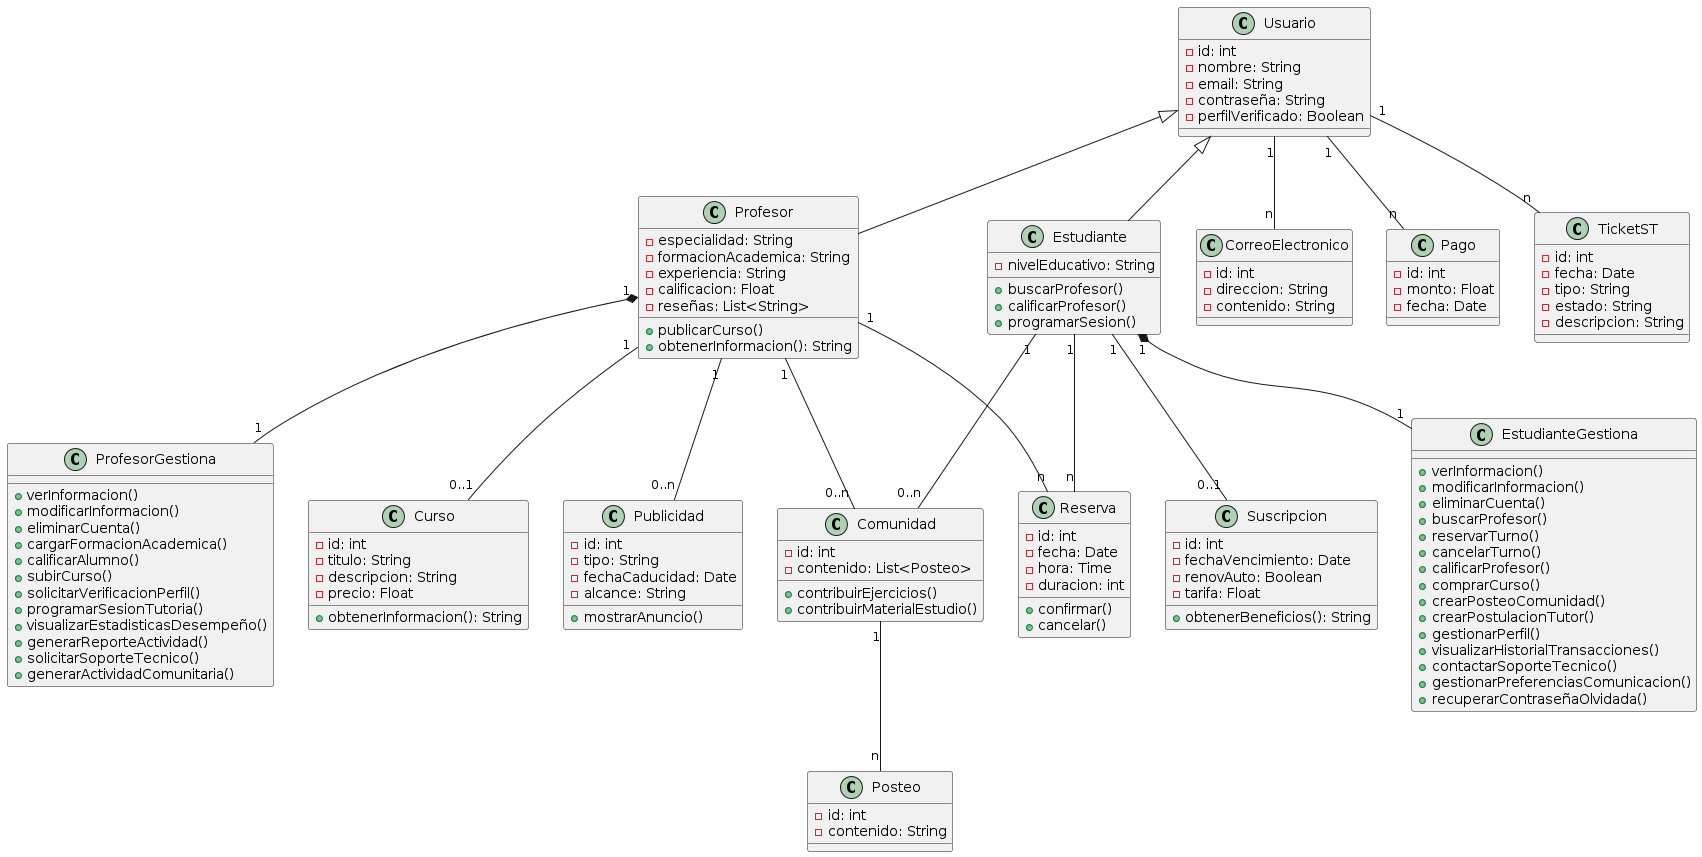 C Usuario
id: int
nombre: String
email: String
contraseña: String
perfilVerificado: Boolean
1
1
1
n
n
n
C Profesor
especialidad: String
formacionAcademica: String
experiencia: String
calificacion: Float
reseñas: List<String>
publicarCurso()
obtenerInformacion(): String
C Estudiante
nivelEducativo: String
buscarProfesor()
calificarProfesor()
programarSesion()
C CorreoElectronico
id: int
direccion: String
contenido: String
C Pago
id: int
monto: Float
fecha: Date
C TicketST
id: int
fecha: Date
tipo: String
estado: String
descripcion: String
1
1
1
1
1
1
1
1
1
1
0..1
0..n
0..n
0..n
n
n
0..1
1
C ProfesorGestiona
verInformacion()
modificarInformacion()
eliminarCuenta()
cargarFormacionAcademica()
calificarAlumno()
subirCurso()
solicitarVerificacionPerfil()
programarSesionTutoria()
visualizarEstadisticasDesempeño()
generarReporteActividad()
solicitarSoporteTecnico()
generarActividadComunitaria()
C Curso
id: int
titulo: String
descripcion: String
precio: Float
obtenerInformacion(): String
C Publicidad
id: int
tipo: String
fechaCaducidad: Date
alcance: String
mostrarAnuncio()
C Comunidad
id: int
contenido: List<Posteo>
contribuirEjercicios()
contribuirMaterialEstudio()
C Reserva
id: int
fecha: Date
hora: Time
duracion: int
confirmar()
cancelar()
C Suscripcion
id: int
fechaVencimiento: Date
renovAuto: Boolean
tarifa: Float
obtenerBeneficios(): String
C EstudianteGestiona
verInformacion()
modificarInformacion()
eliminarCuenta()
buscarProfesor()
reservarTurno()
cancelarTurno()
calificarProfesor()
comprarCurso()
crearPosteoComunidad()
crearPostulacionTutor()
gestionarPerfil()
visualizarHistorialTransacciones()
contactarSoporteTecnico()
gestionarPreferenciasComunicacion()
recuperarContraseñaOlvidada()
1
n
C Posteo
id: int
contenido: String